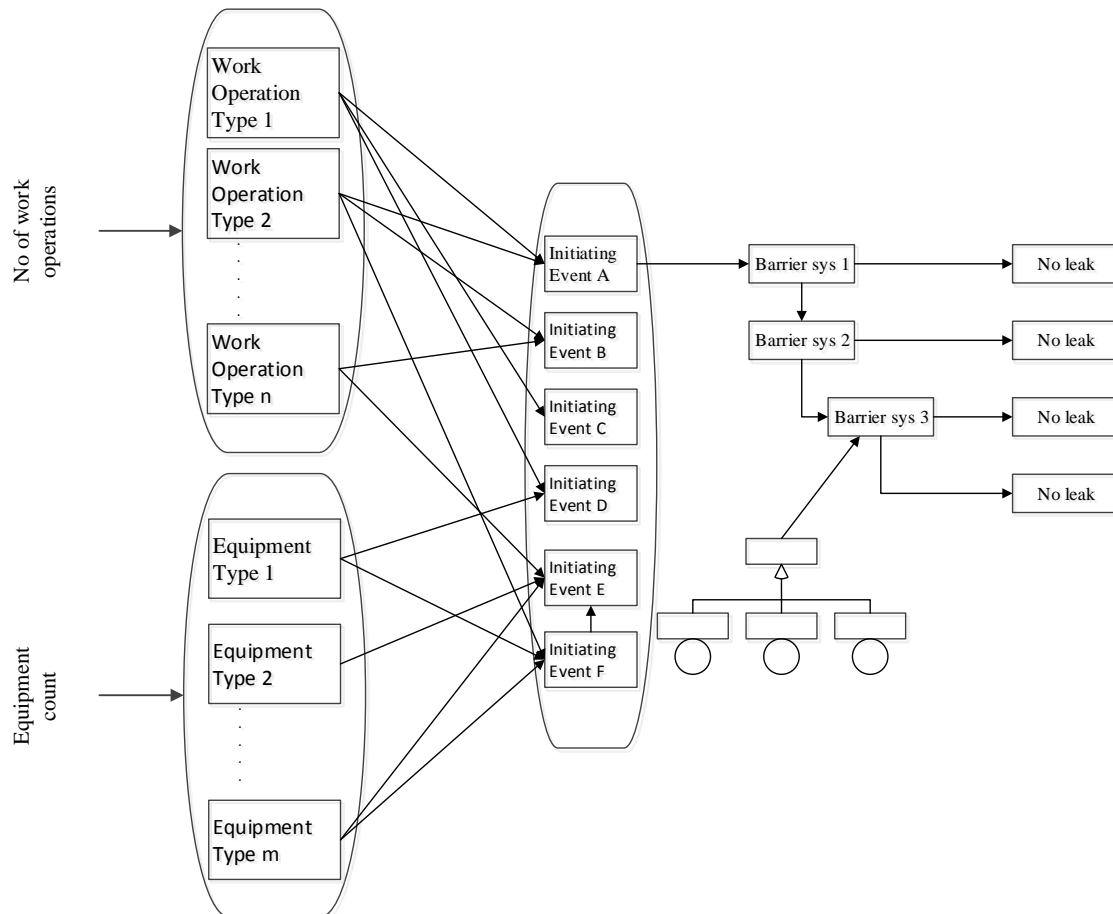 No of work
operations
Work
Operation
Type 1
Work
Operation
Type 2
Work
Operation
Type n
Equipment
count
Equipment
Type 1
Equipment
Type 2
Equipment
Type m
Initiating
Event A
Initiating
Event B
Initiating
Event C
Initiating
Event D
Initiating
Event E
Initiating
Event F
Barrier sys 1
No leak
Barrier sys 2
No leak
Barrier sys 3
No leak
No leak